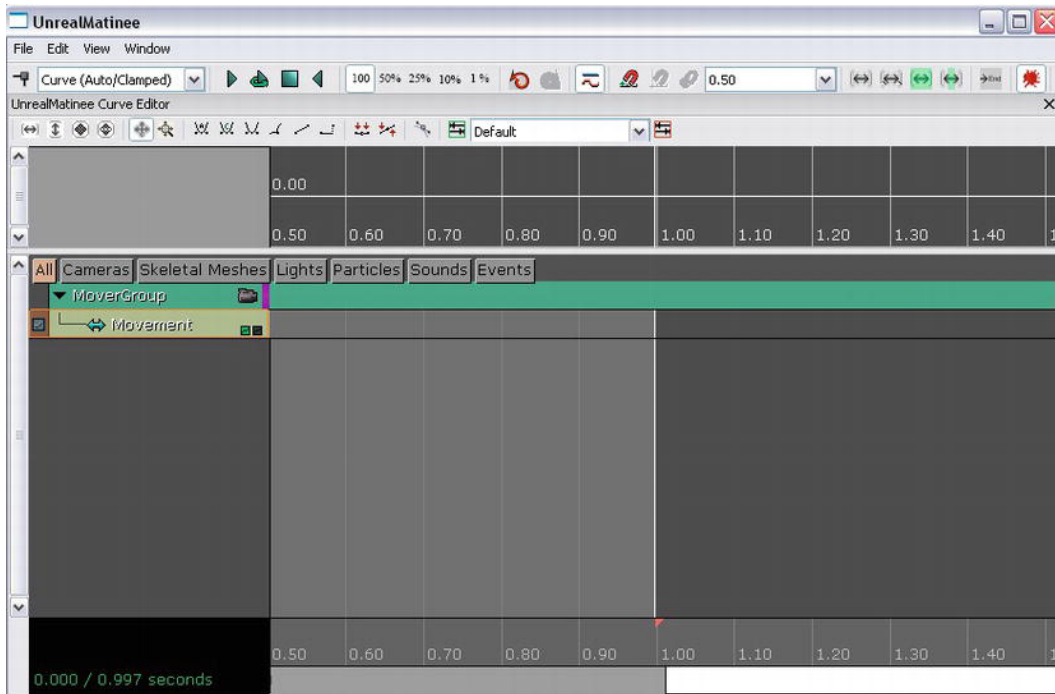 UnrealMatinee
File Edit View Window
Curve (Auto/Clamped) 100 50% 25% 10% 1% 0.50 End
UnrealMatinee Curve Editor
Default
0.00
0.50 0.60 0.70 0.80 0.90 1.00 1.10 1.20 1.30 1.40 1
All Cameras Skeletal Meshes Lights Particles Sounds Events
MoverGroup
Movement
0.50 0.60 0.70 0.80 0.90 1.00 1.10 1.20 1.30 1.40 1
0.000 / 0.997 seconds